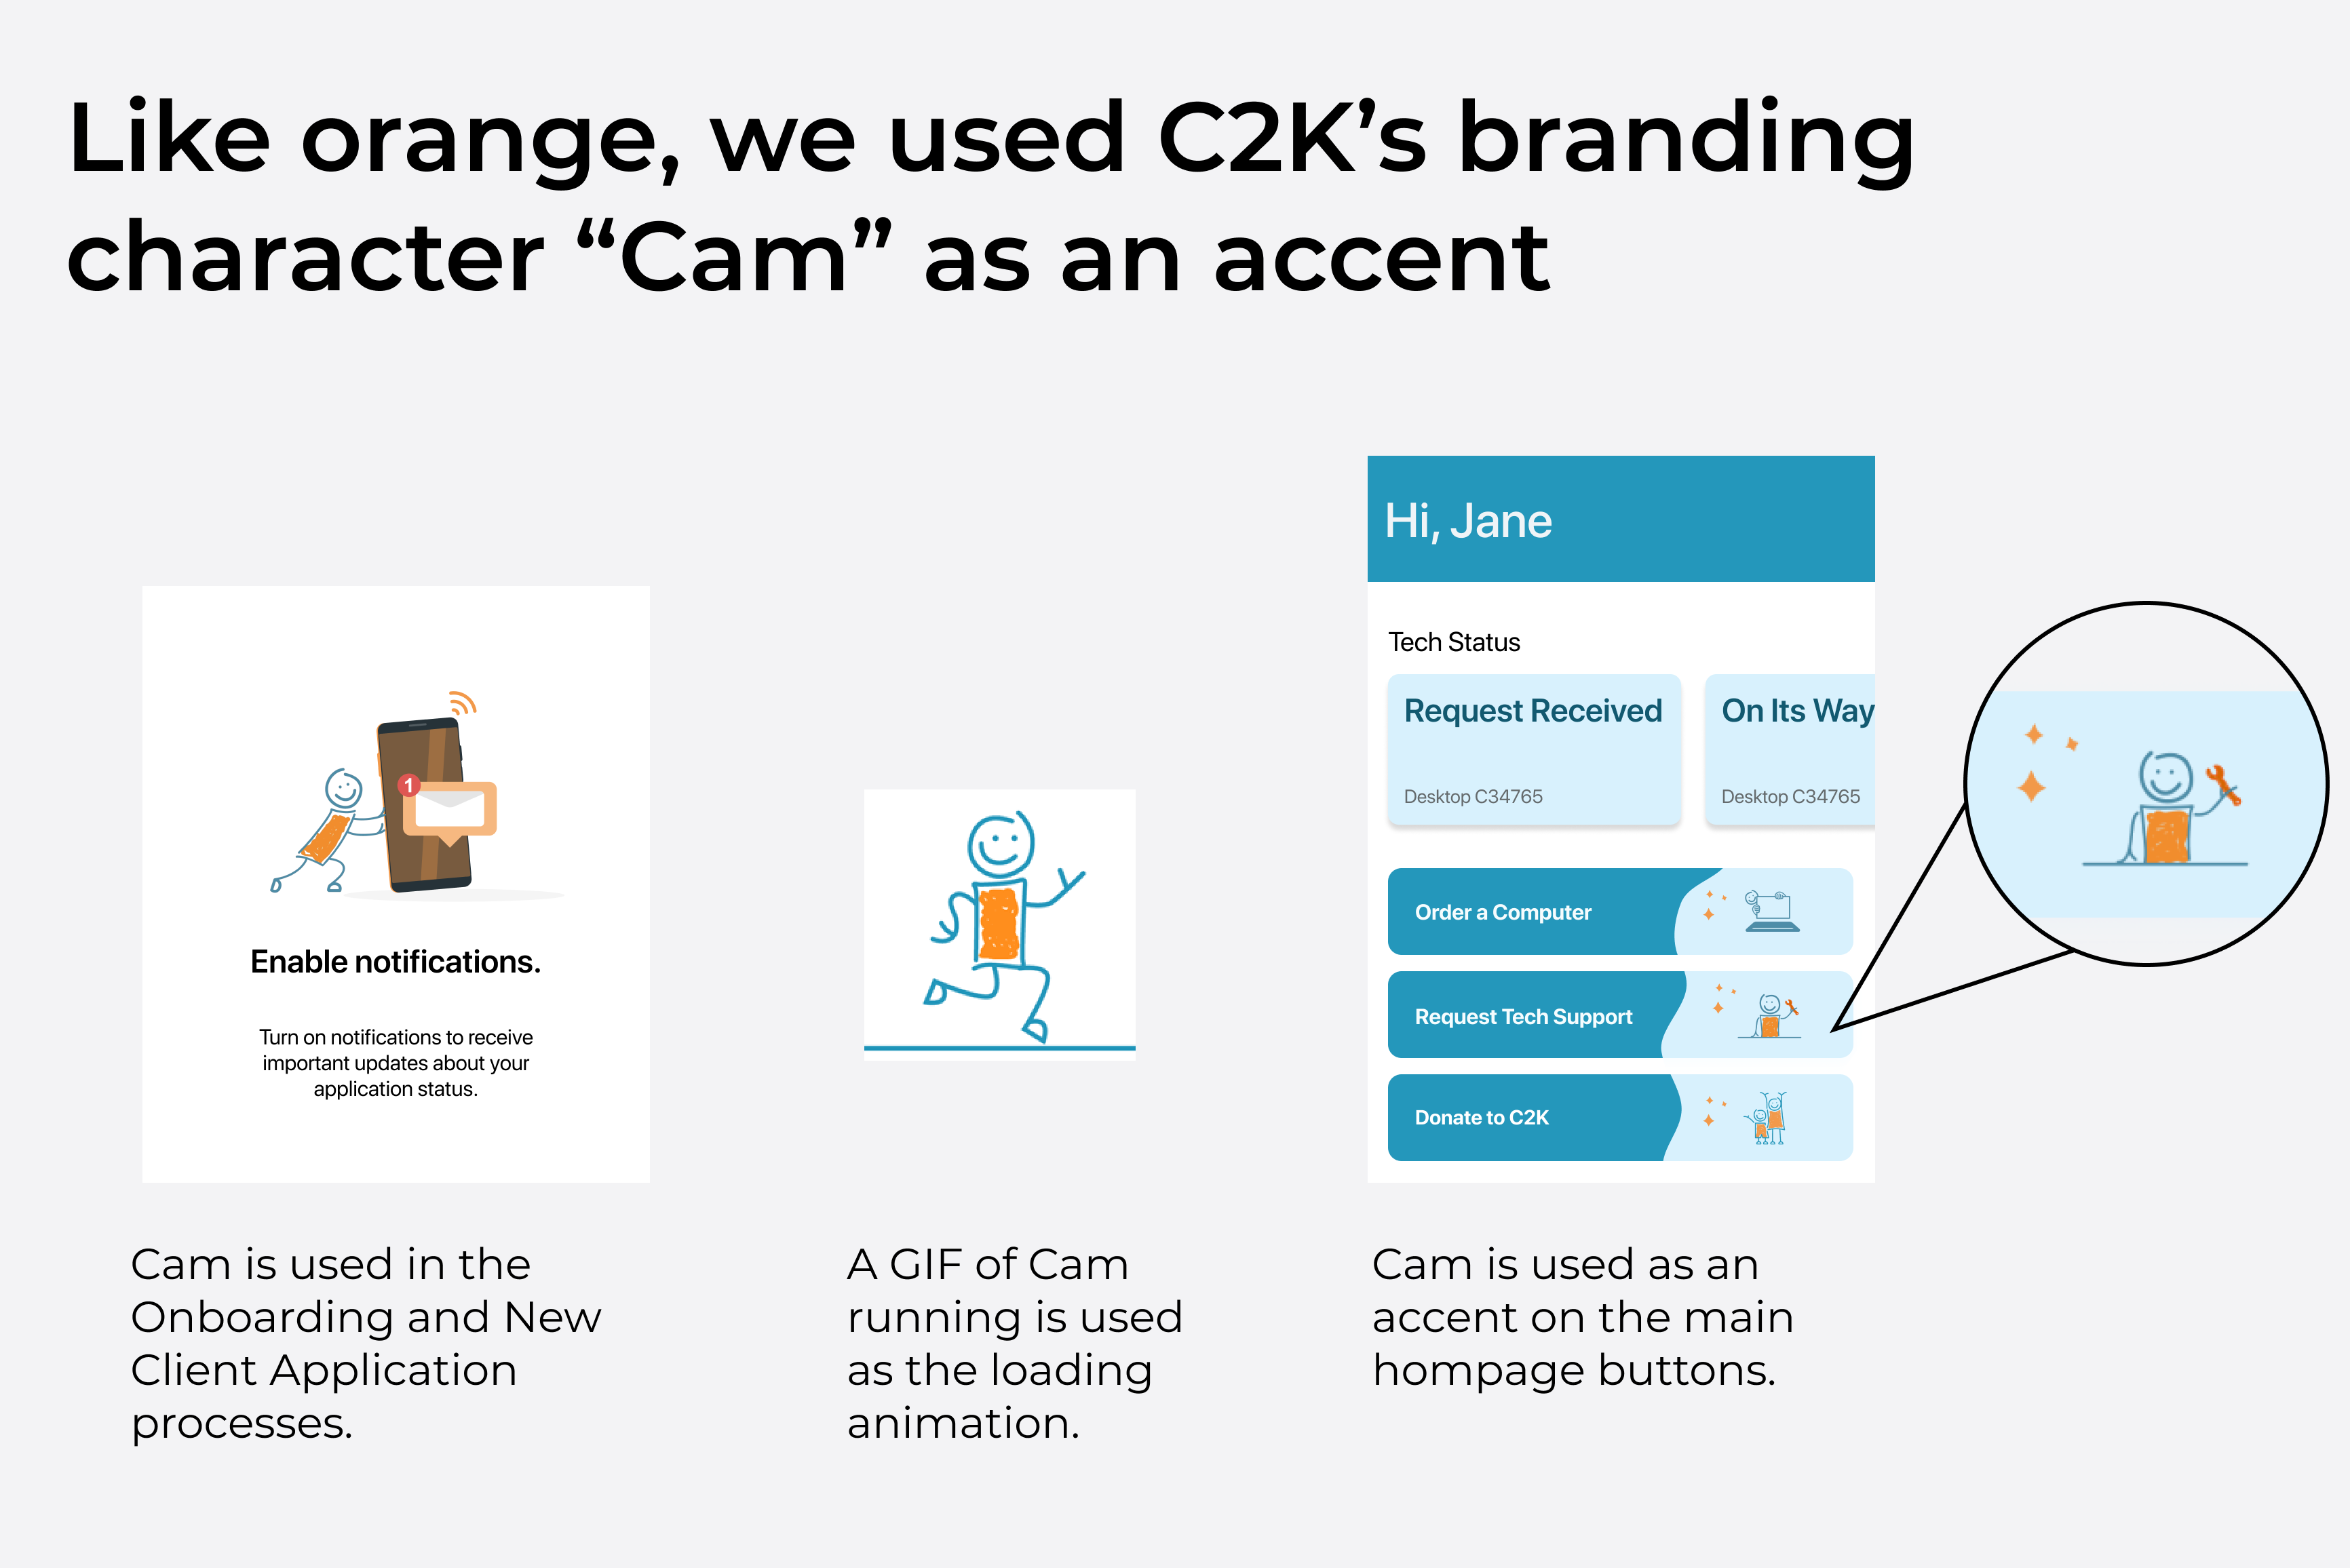 Like orange, we used C2K’s branding
character “Cam” as an accent
1
Enable notifications.
Turn on notifications to receive
important updates about your
application status.
Cam is used in the
Onboarding and New
Client Application
processes.
A GIF of Cam
running is used
as the loading
animation.
Hi, Jane
Tech Status
Request Received
Desktop C34765
On Its Way
Desktop C34765
Order a Computer
Request Tech Support
Donate to C2K
Cam is used as an
accent on the main
hompage buttons.